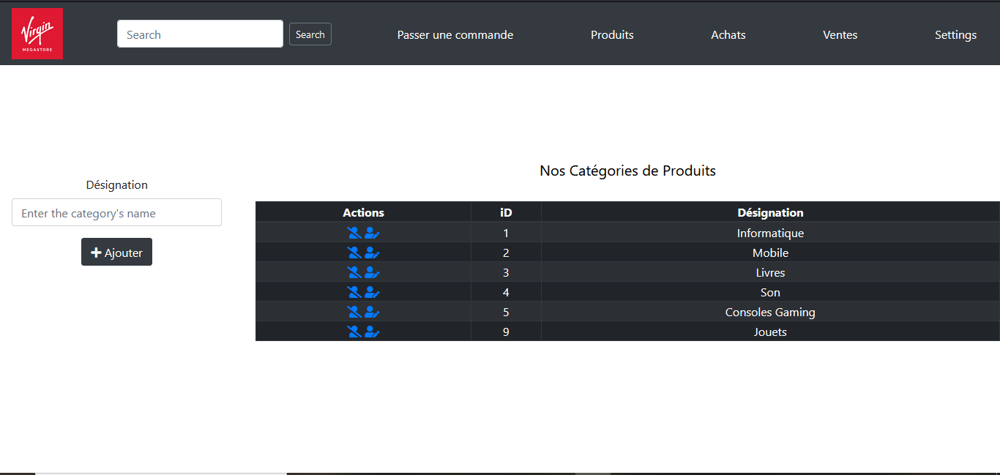 Virgin
MEGASTORE
Search
Search
Passer une commande
Produits
Achats
Ventes
Settings
Désignation
Enter the category's name
Ajouter
Nos Catégories de Produits
Actions iD Désignation
1 Informatique
2 Mobile
3 Livres
4 Son
5 Consoles Gaming
9 Jouets